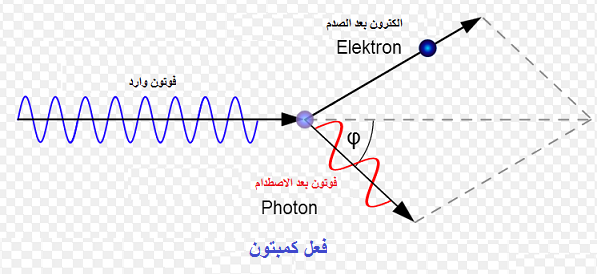 الكترون بعد الصدم
Elektron
فوتون وارد
φ
فوتون بعد الاصطدام
Photon
فعل كمبتون